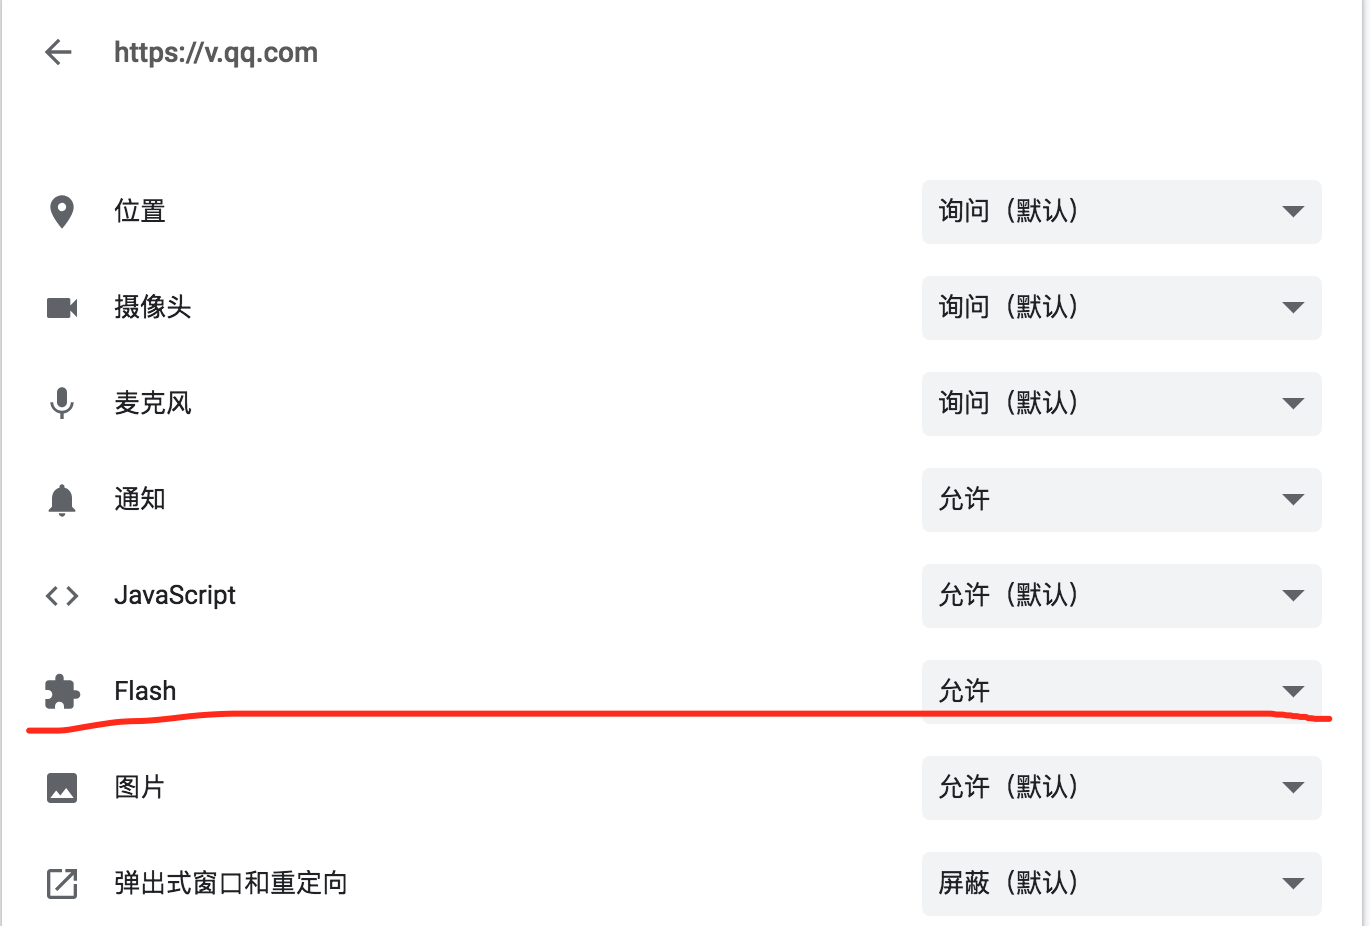 https://v.qq.com
位置 询问（默认）
摄像头 询问（默认）
麦克风 询问（默认）
通知 允许
JavaScript 允许（默认）
Flash 允许
图片 允许（默认）
弹出式窗口和重定向 屏蔽（默认）